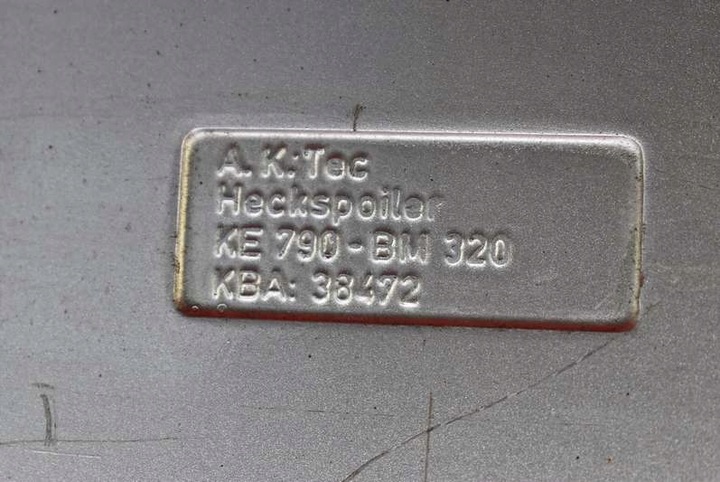 A. K. Tec
Heckspoiler
KE 790 - BM 320
KBA: 38472